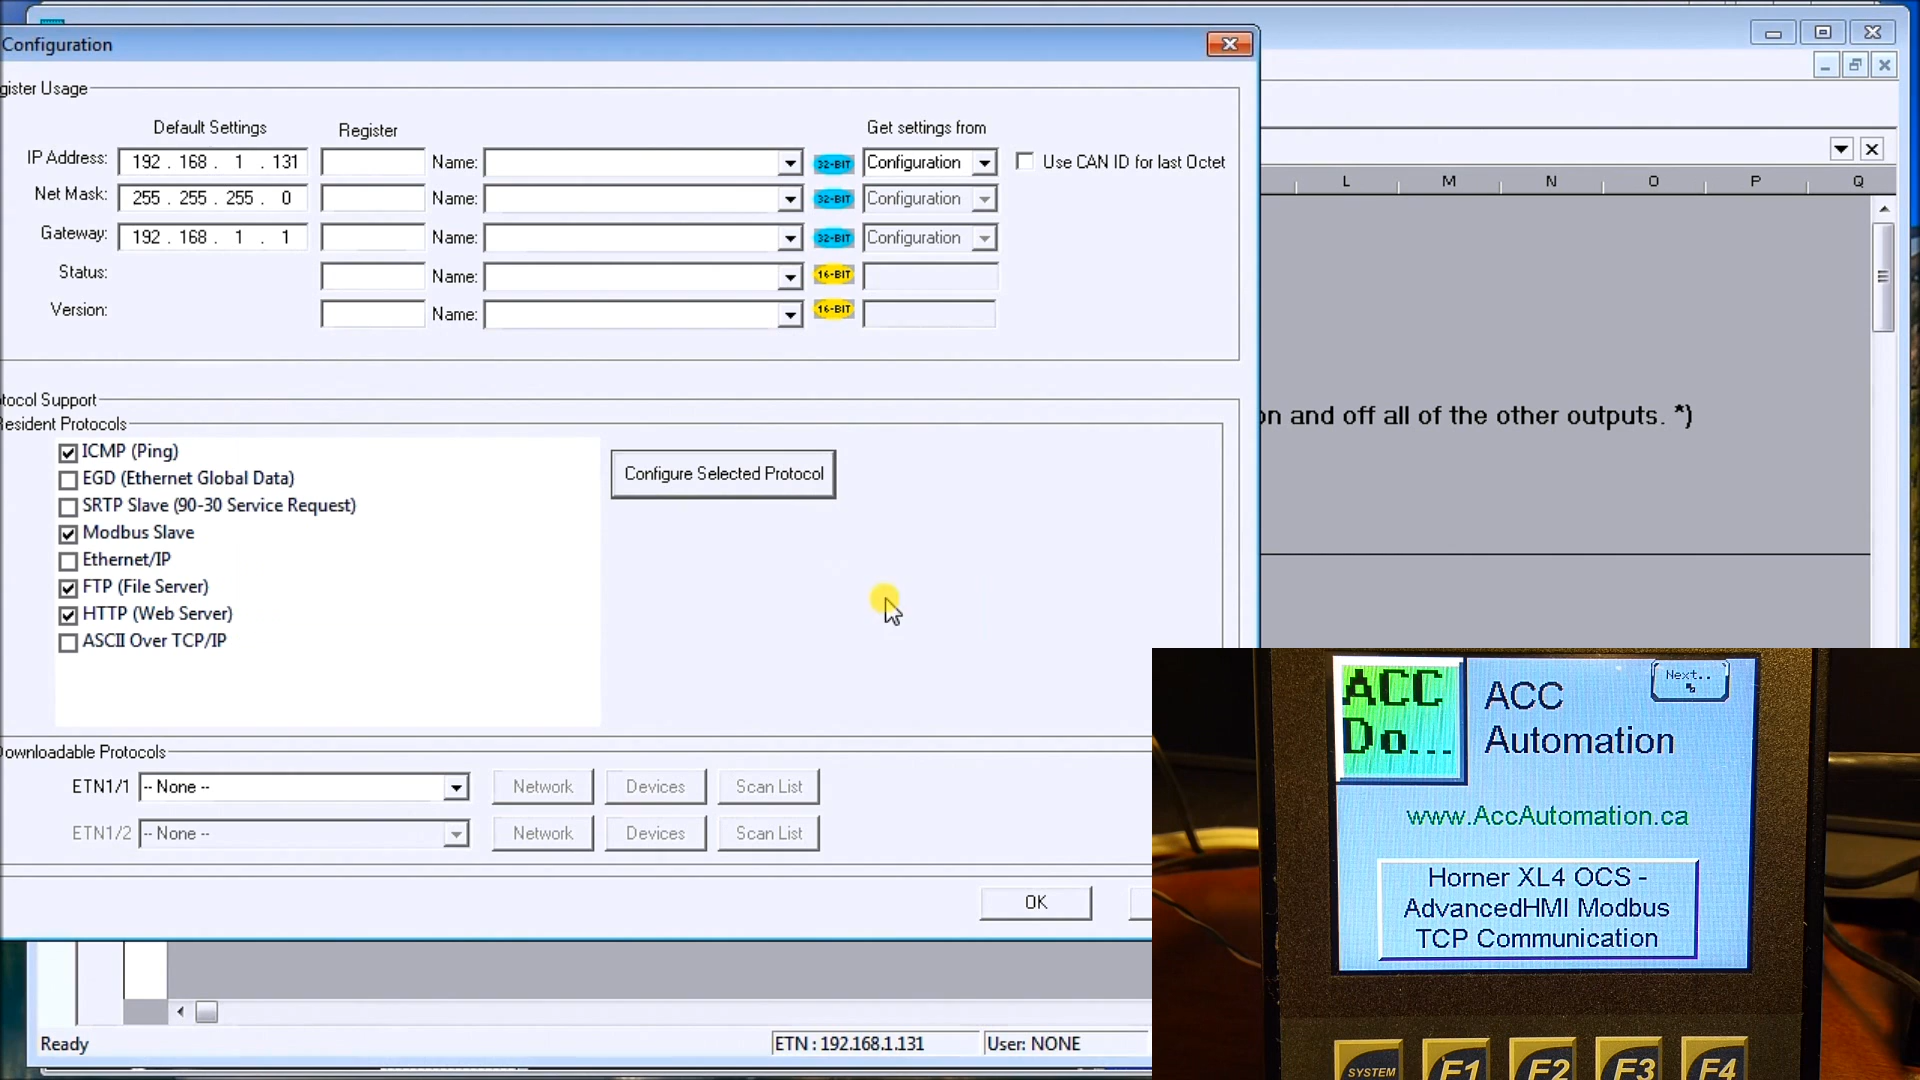 Configuration
gister Usage
Default Settings Register Get settings from
IP Address: 192 . 168 . 1 . 131 Name: 32-BIT Configuration Use CAN ID for last Octet
Net Mask: 255 . 255 . 255 . 0 Name: 32-BIT Configuration
Gateway: 192 . 168 . 1 . 1 Name: 32-BIT Configuration
Status: Name: 16-BIT
Version: Name: 16-BIT
L M N O P Q
on and off all of the other outputs. *)
tocol Support
Resident Protocols
ICMP (Ping)
EGD (Ethernet Global Data)
SRTP Slave (90-30 Service Request)
Modbus Slave
Ethernet/IP
FTP (File Server)
HTTP (Web Server)
ASCII Over TCP/IP
Configure Selected Protocol
Downloadable Protocols
ETN1/1 -- None -- Network Devices Scan List
ETN1/2 -- None -- Network Devices Scan List
OK
Ready ETN : 192.168.1.131 User: NONE
ACC
Do...
ACC
Automation
Next..
www.AccAutomation.ca
Horner XL4 OCS -
AdvancedHMI Modbus
TCP Communication
SYSTEM F1 F2 F3 F4